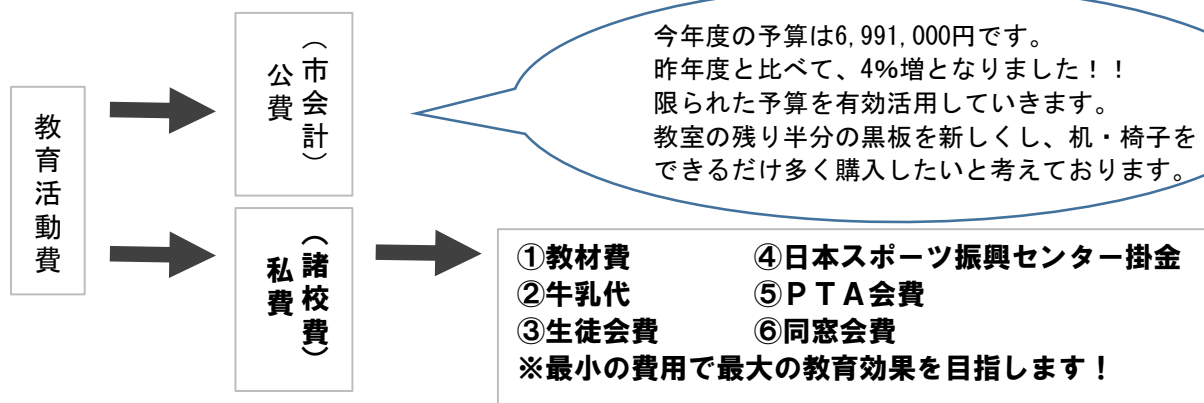 教育活動費
公費
（市会計）
今年度の予算は6,991,000円です。
昨年度と比べて、4%増となりました！！
限られた予算を有効活用していきます。
教室の残り半分の黒板を新しくし、机・椅子を
できるだけ多く購入したいと考えております。
私費
（諸校費）
①教材費 ④日本スポーツ振興センター掛金
②牛乳代 ⑤ＰＴＡ会費
③生徒会費 ⑥同窓会費
※最小の費用で最大の教育効果を目指します！